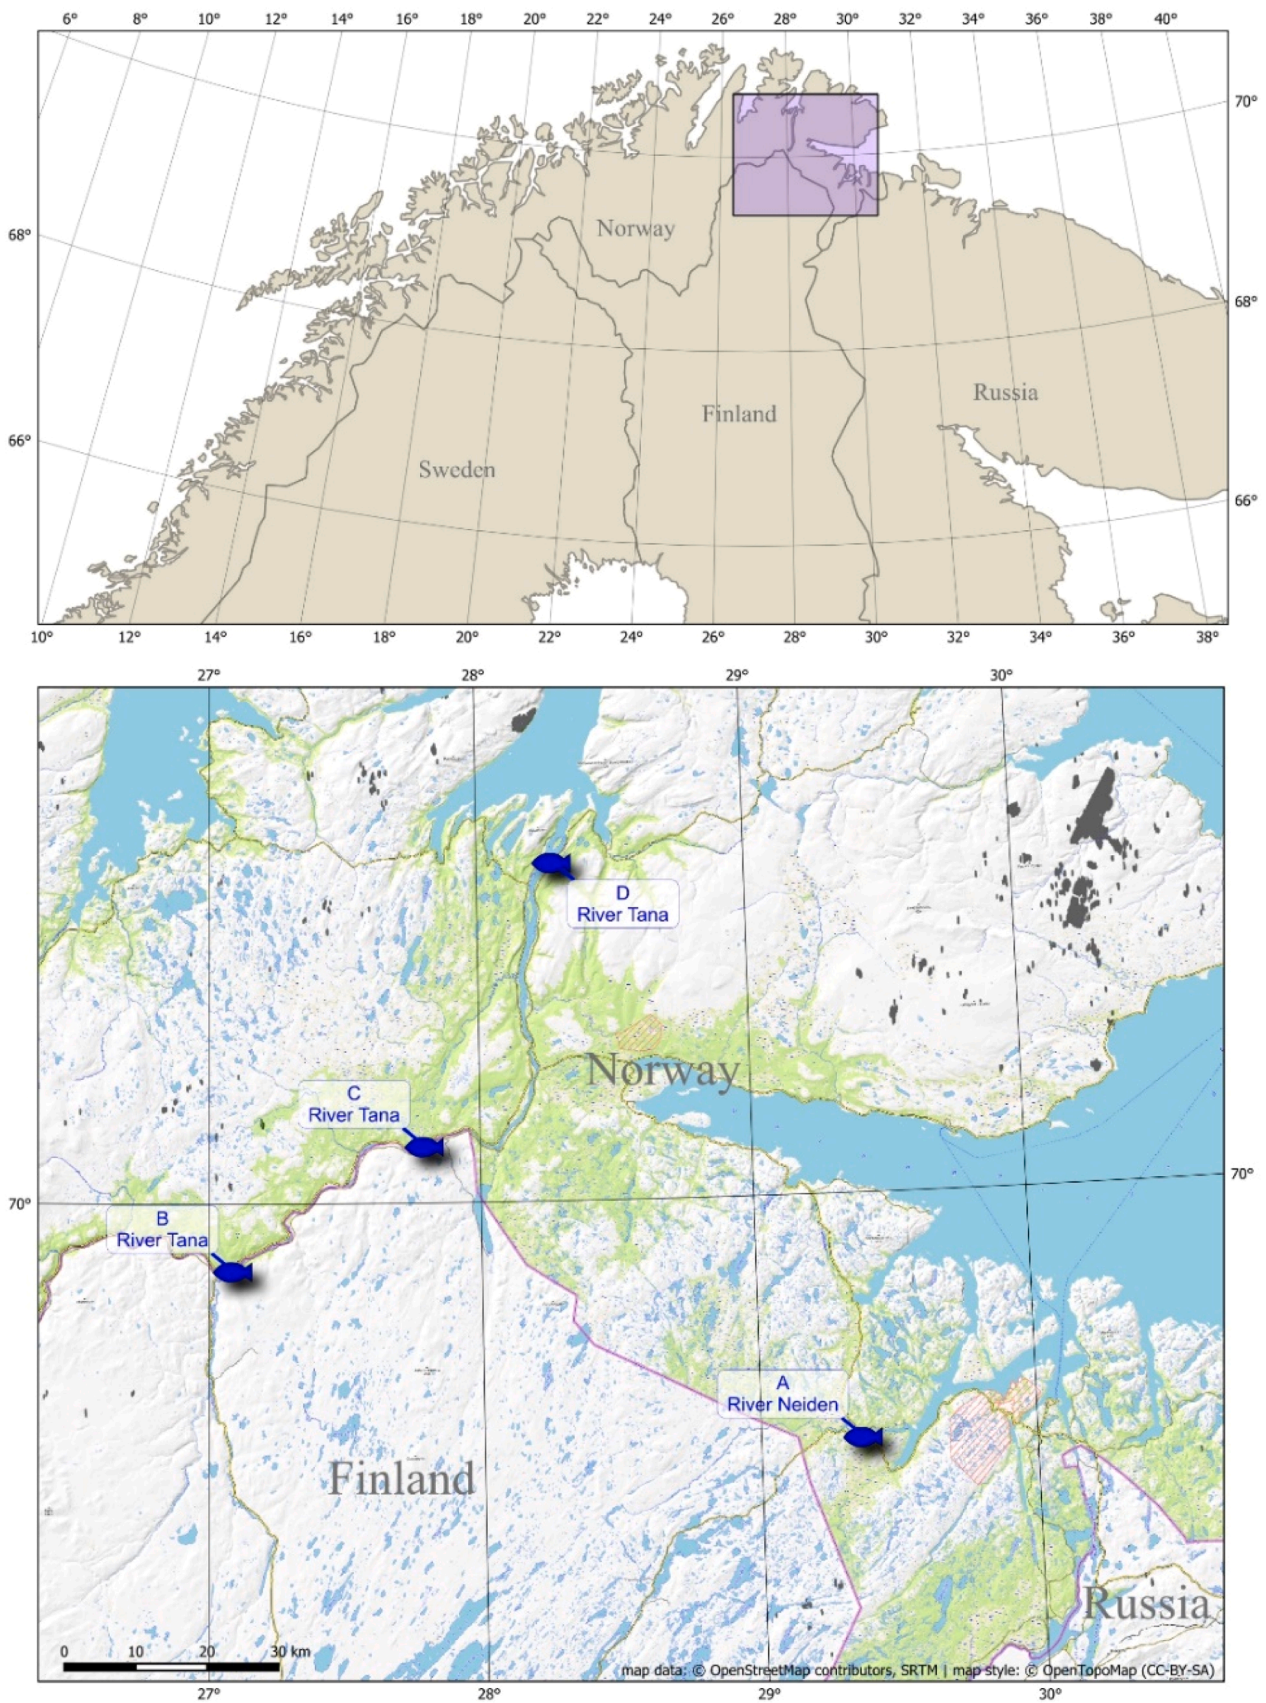 6° 8° 10° 12° 14° 16° 18° 20° 22° 24° 26° 28° 30° 32° 34° 36° 38° 40°
70°
Norway
68°
68°
Russia
Finland
66°
Sweden
66°
10° 12° 14° 16° 18° 20° 22° 24° 26° 28° 30° 32° 34° 36° 38°
27° 28° 29° 30°
D
River Tana
Norway
C
River Tana
70°
70°
B
River Tana
A
River Neiden
Finland
Russia
0 10 20 30 km
map data: © OpenStreetMap contributors, SRTM | map style: © OpenTopoMap (CC-BY-SA)
27° 28° 29° 30°